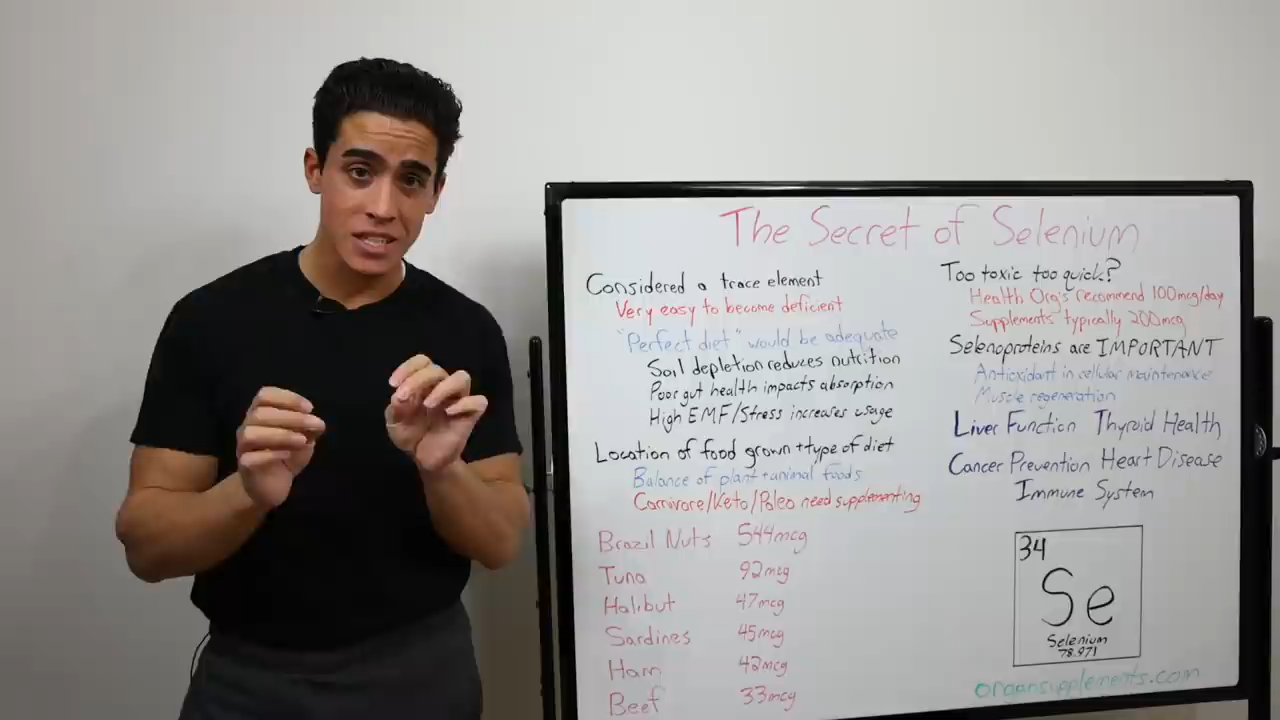 The Secret of Selenium
Considered a trace element
Very easy to become deficient
"Perfect diet" would be adequate
Soil depletion reduces nutrition
Poor gut health impacts absorption
High EMF/Stress increases usage
Location of food grown + type of diet
Balance of plant + animal foods
Carnivore/Keto/Paleo need supplementing
Brazil Nuts 544mcg
Tuna 92mcg
Halibut 47mcg
Sardines 45mcg
Ham 42mcg
Beef 33mcg
Too toxic too quick?
Health Org's recommend 100mcg/day
Supplements typically 200mcg
Selenoproteins are IMPORTANT
Antioxidant in cellular maintenance
Muscle regeneration
Liver Function Thyroid Health
Cancer Prevention Heart Disease
Immune System
34
Se
Selenium
78.971
organsupplements.com